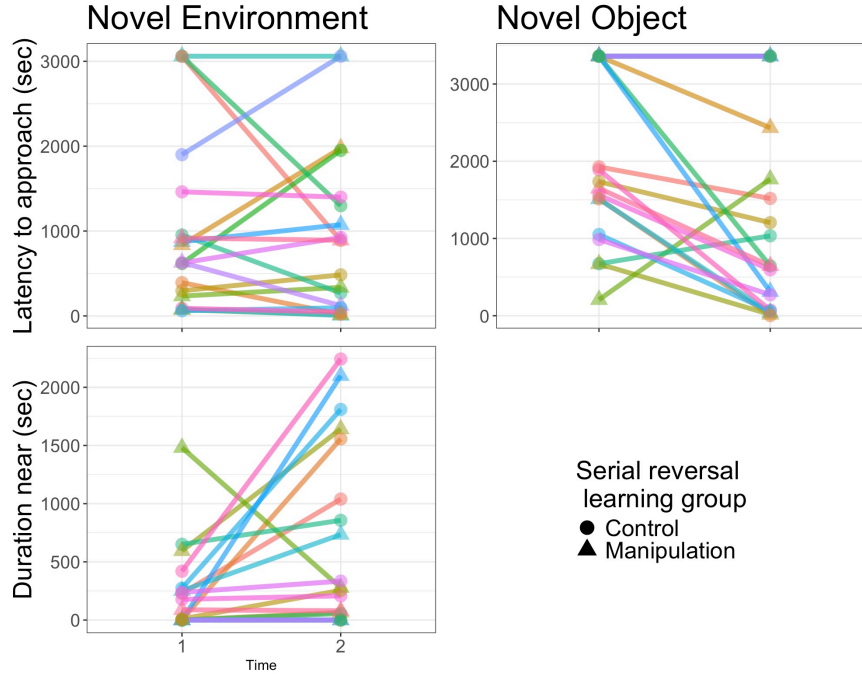 Novel Environment
Novel Object
Latency to approach (sec)
3000
2000
1000
0
3000
2000
1000
0
Duration near (sec)
2000
1500
1000
500
0
1
2
Time
Serial reversal
learning group
Control
Manipulation